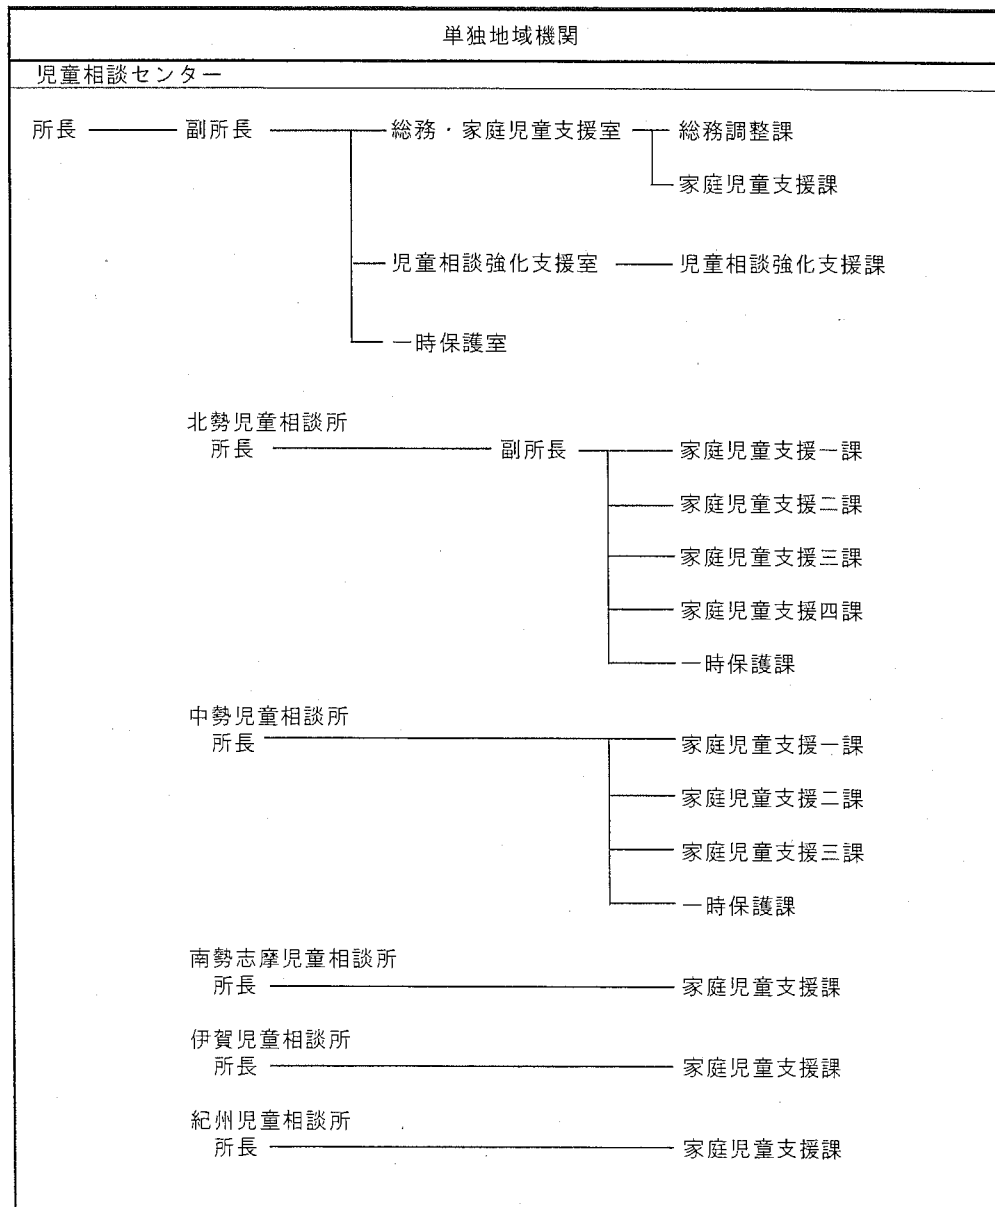 単独地域機関
児童相談センター
所長 副所長 総務・家庭児童支援室 総務調整課
家庭児童支援課
児童相談強化支援室 児童相談強化支援課
一時保護室
北勢児童相談所
所長 副所長 家庭児童支援一課
家庭児童支援二課
家庭児童支援三課
家庭児童支援四課
一時保護課
中勢児童相談所
所長 家庭児童支援一課
家庭児童支援二課
家庭児童支援三課
一時保護課
南勢志摩児童相談所
所長 家庭児童支援課
伊賀児童相談所
所長 家庭児童支援課
紀州児童相談所
所長 家庭児童支援課